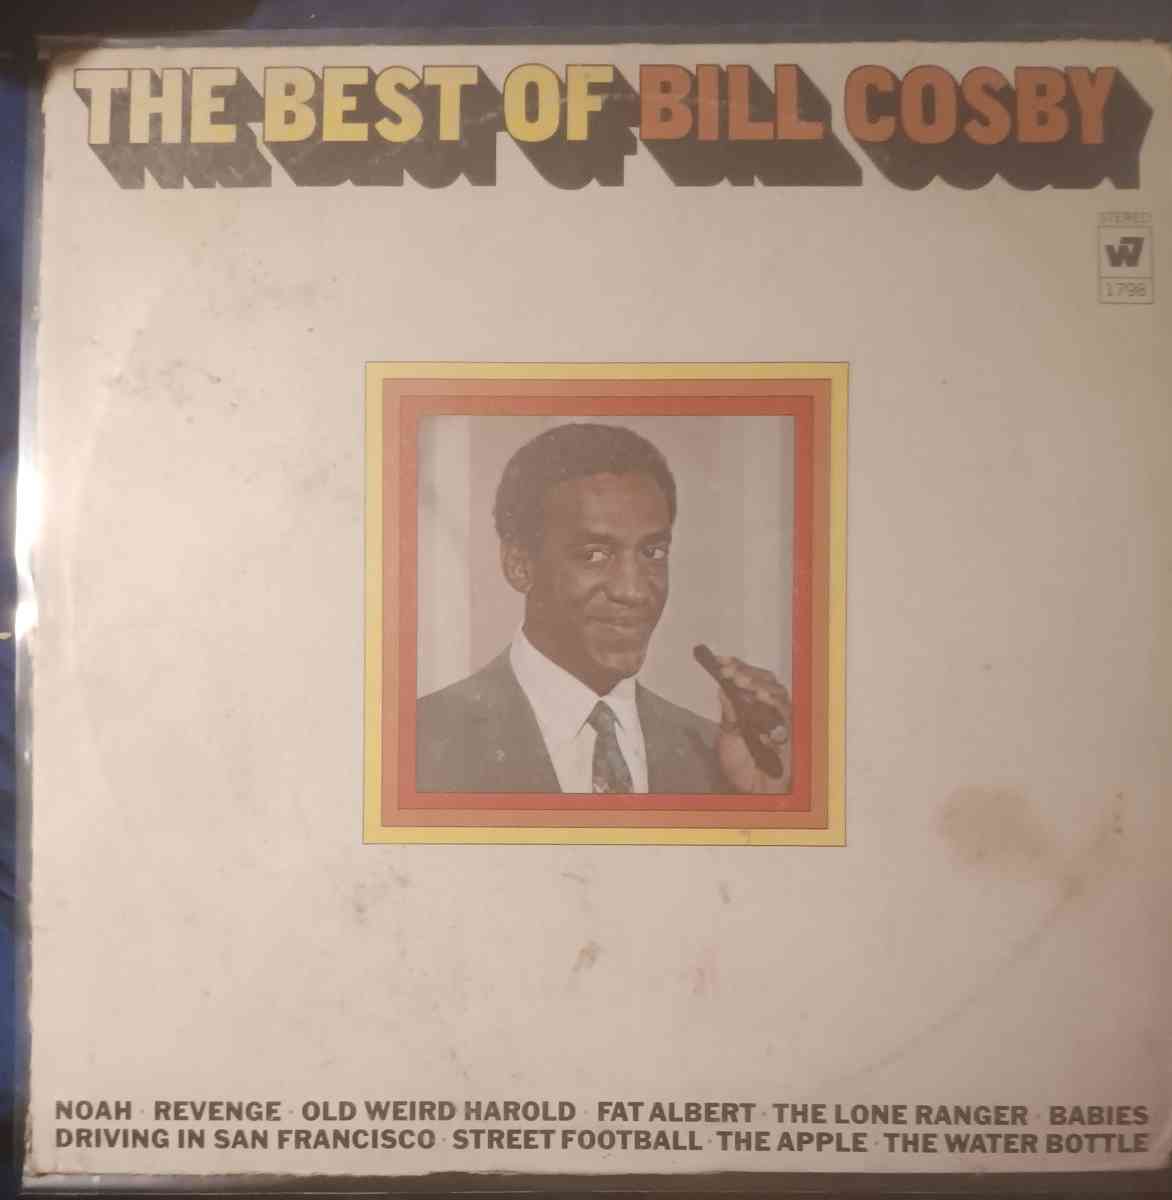 THE BEST OF BILL COSBY
STEREO
W7
1798
NOAH · REVENGE · OLD WEIRD HAROLD · FAT ALBERT · THE LONE RANGER · BABIES
DRIVING IN SAN FRANCISCO · STREET FOOTBALL · THE APPLE · THE WATER BOTTLE